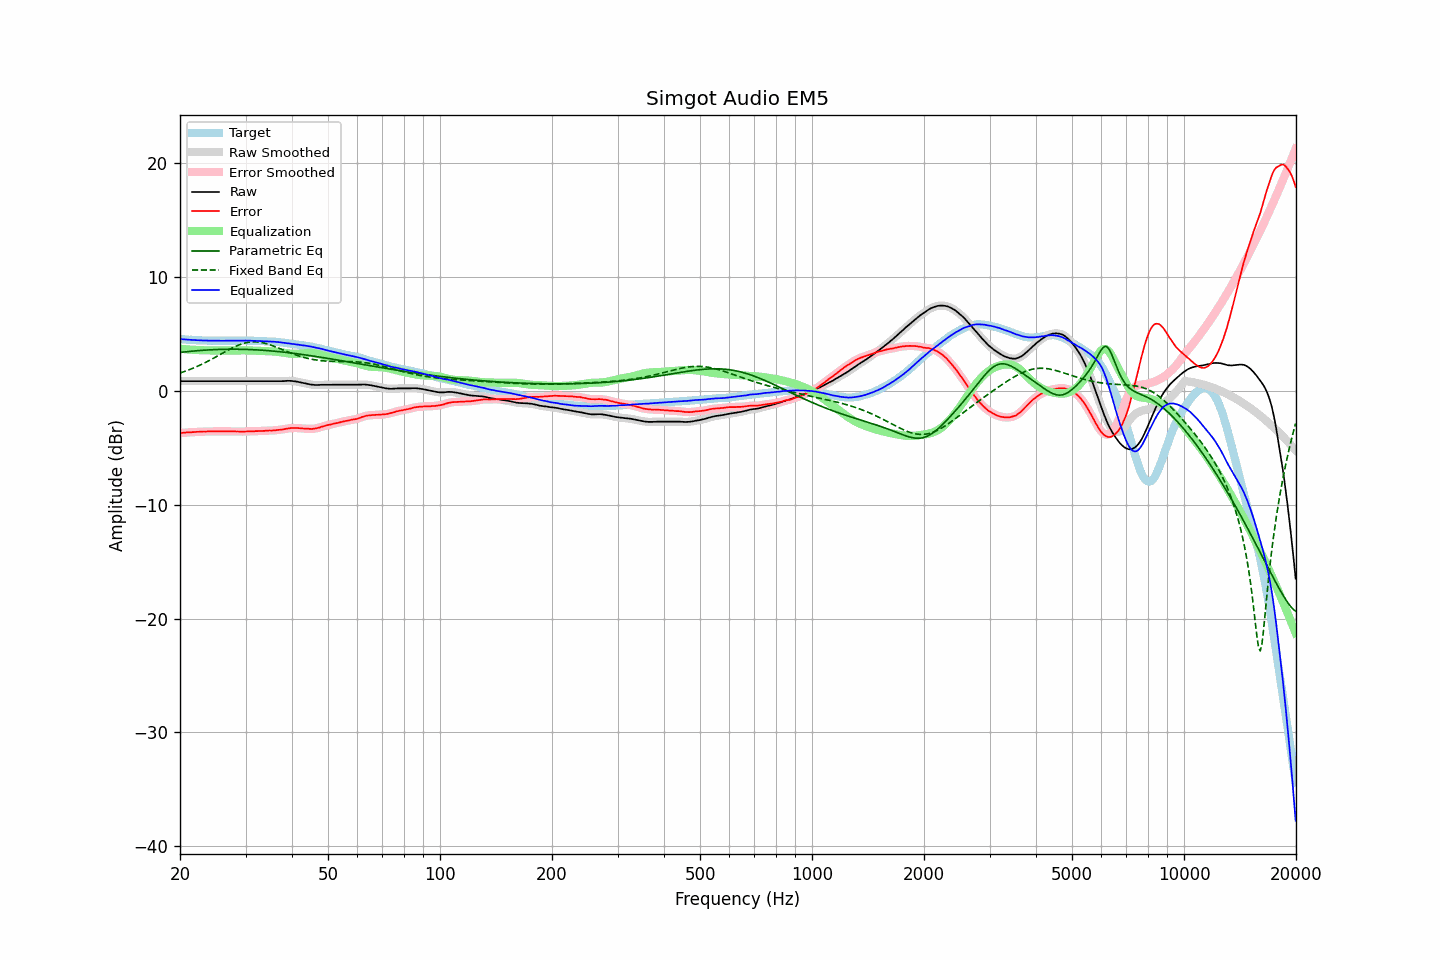 Simgot Audio EM5
Target
Raw Smoothed
Error Smoothed
Raw
Error
Equalization
Parametric Eq
Fixed Band Eq
Equalized
20
10
0
−10
−20
−30
−40
Amplitude (dBr)
20 50 100 200 500 1000 2000 5000 10000 20000
Frequency (Hz)